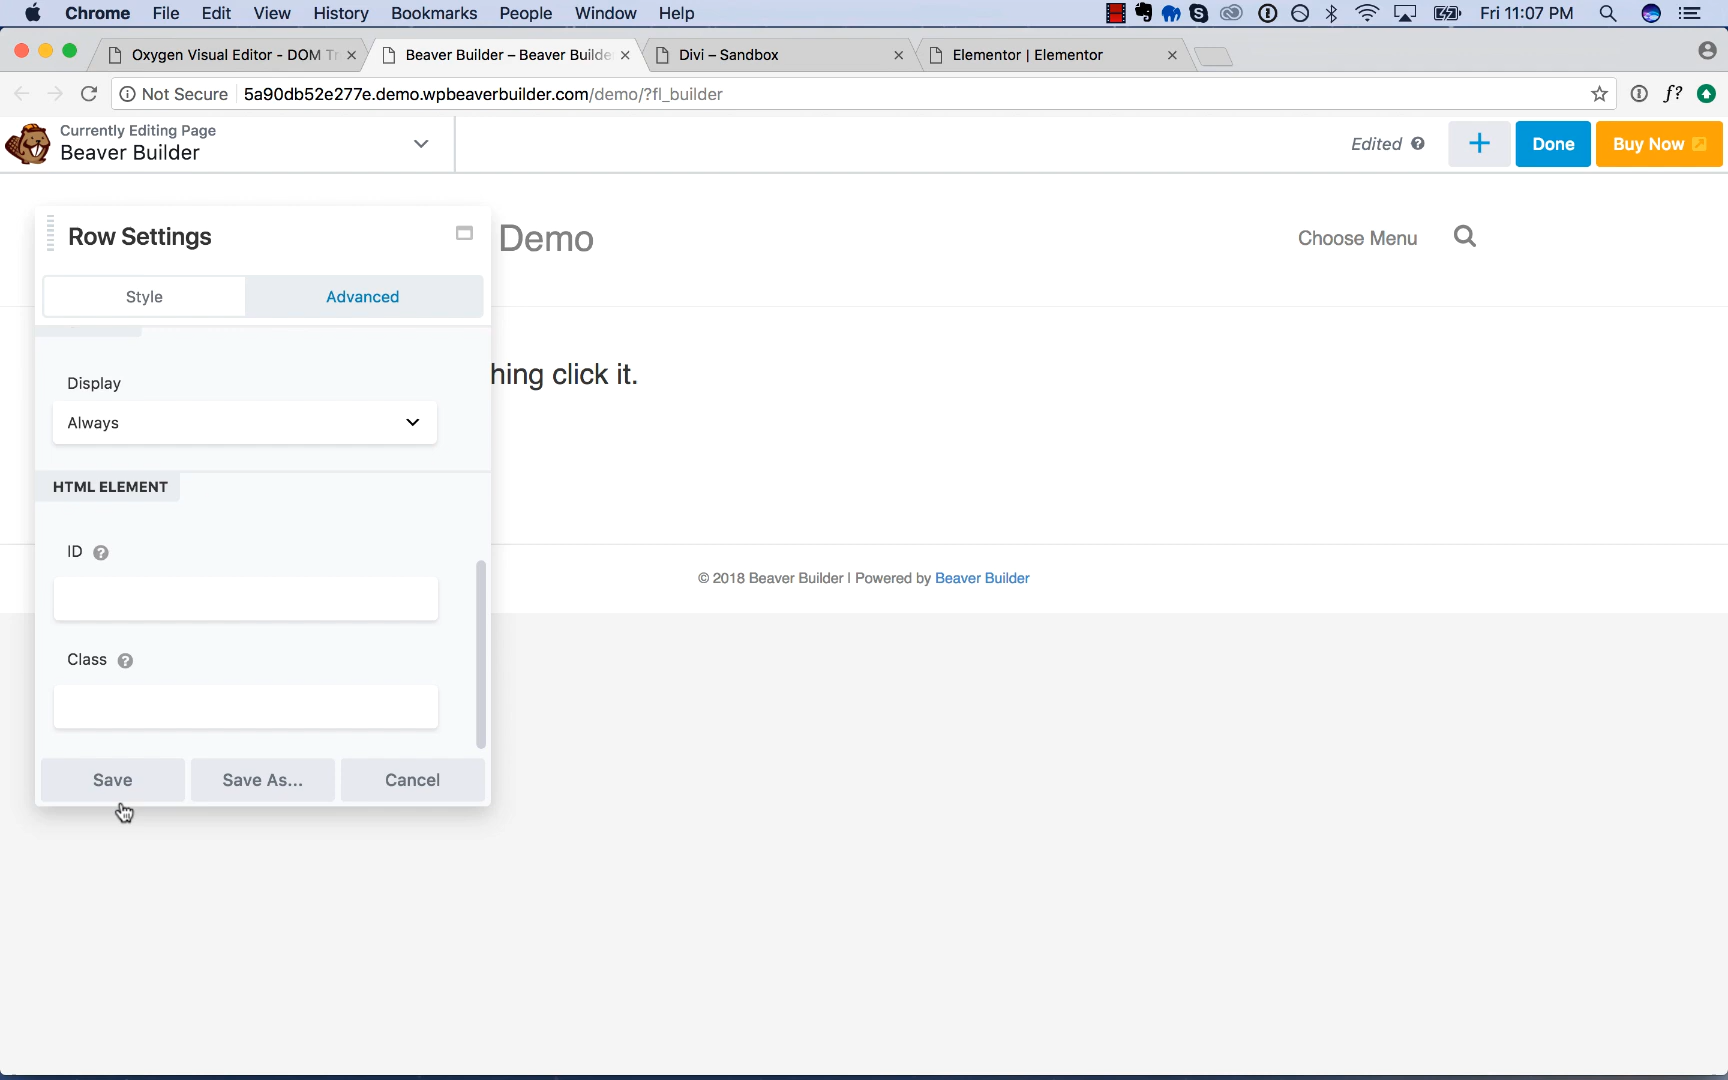 Chrome File Edit View History Bookmarks People Window Help Fri 11:07 PM
Oxygen Visual Editor - DOM Tr
Beaver Builder – Beaver Builde
Divi – Sandbox
Elementor | Elementor
Not Secure 5a90db52e277e.demo.wpbeaverbuilder.com/demo/?fl_builder
f?
Currently Editing Page
Beaver Builder
Edited
Done
Buy Now
Row Settings
Demo
Choose Menu
Style
Advanced
hing click it.
Display
Always
HTML ELEMENT
ID
Class
© 2018 Beaver Builder | Powered by Beaver Builder
Save
Save As...
Cancel